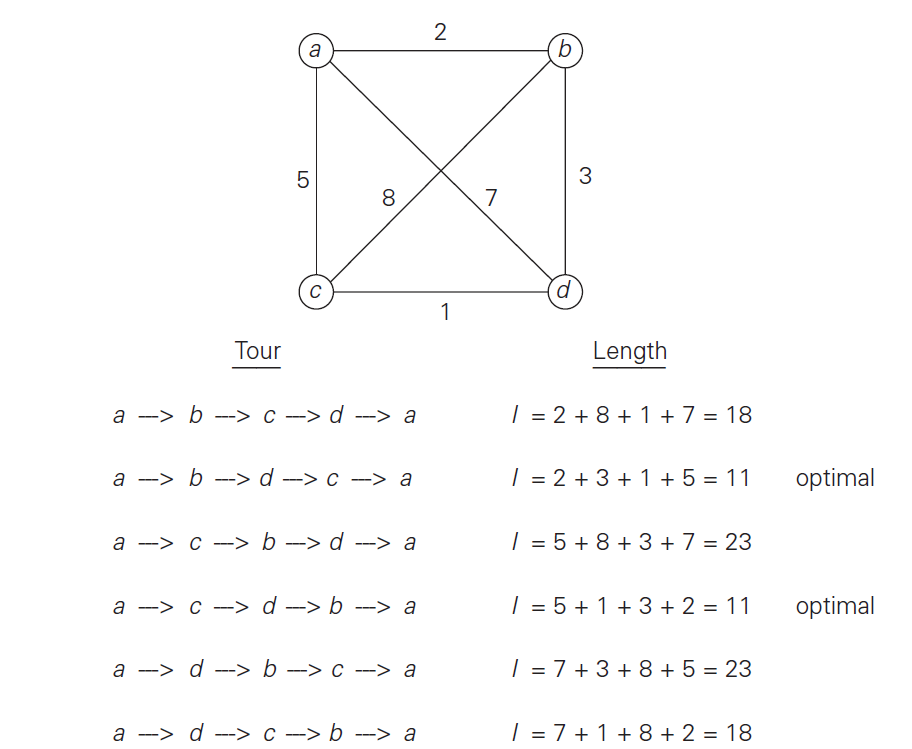 2
a b
5 8 7 3
c d
1
Tour Length
a —> b —> c —> d —> a l = 2 + 8 + 1 + 7 = 18
a —> b —> d —> c —> a l = 2 + 3 + 1 + 5 = 11 optimal
a —> c —> b —> d —> a l = 5 + 8 + 3 + 7 = 23
a —> c —> d —> b —> a l = 5 + 1 + 3 + 2 = 11 optimal
a —> d —> b —> c —> a l = 7 + 3 + 8 + 5 = 23
a —> d —> c —> b —> a l = 7 + 1 + 8 + 2 = 18